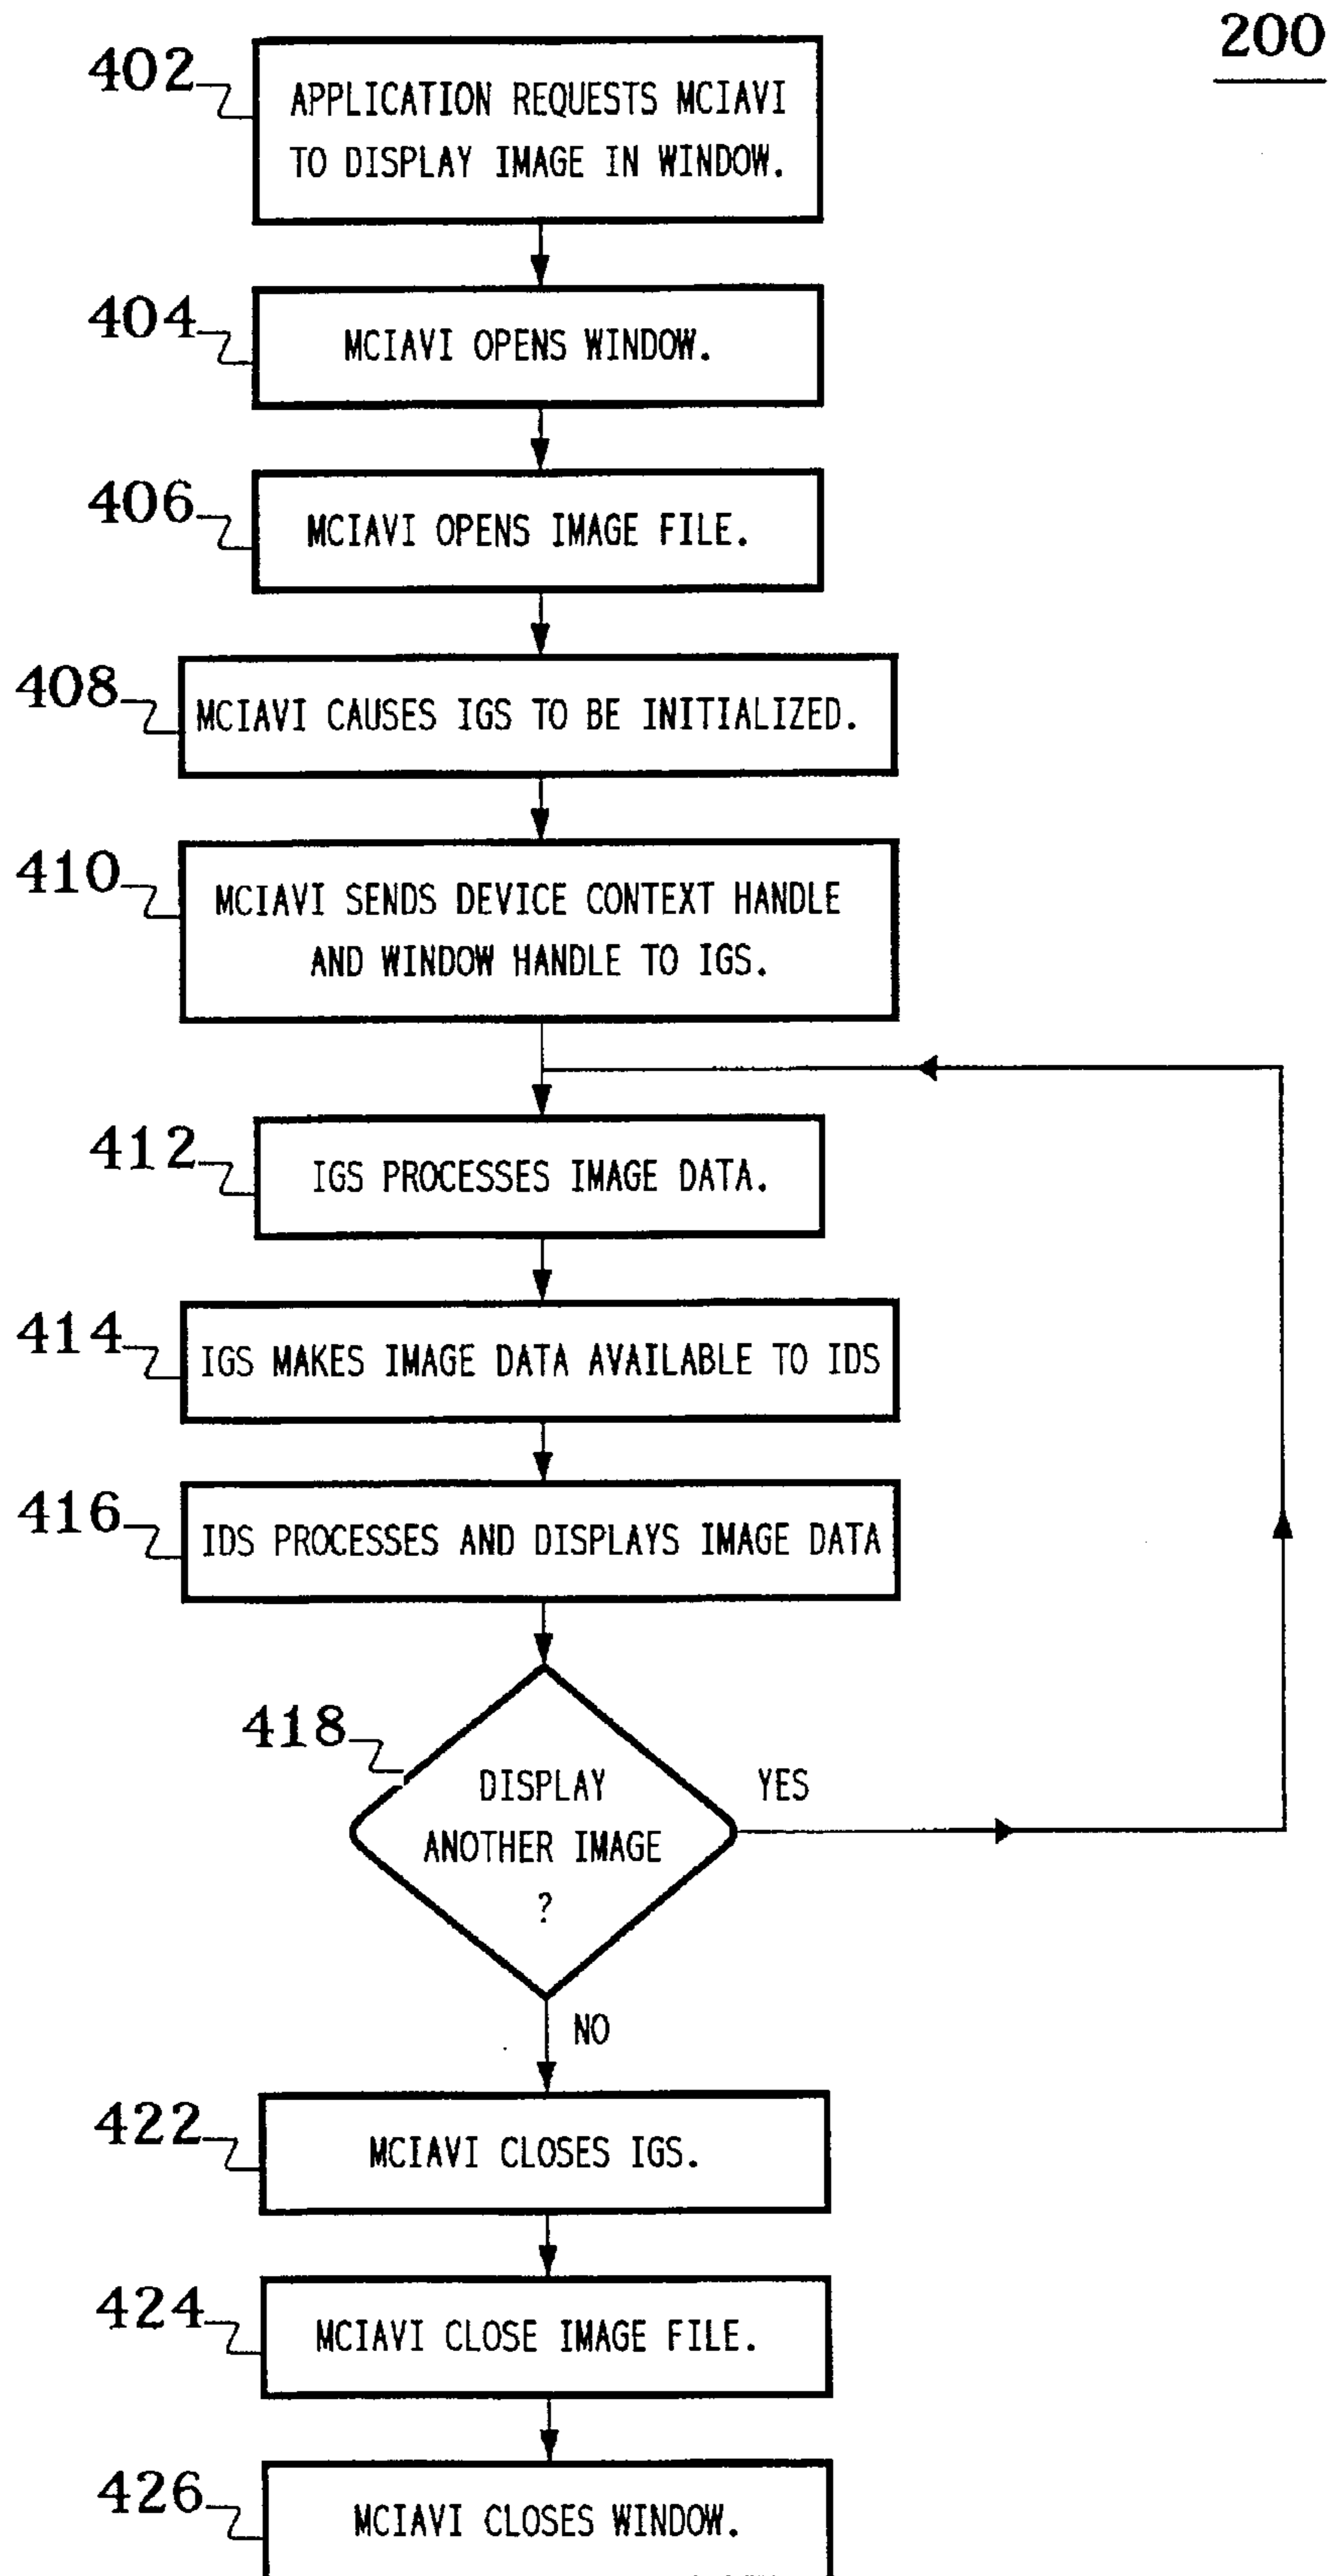 200
402
APPLICATION REQUESTS MCIAVI
TO DISPLAY IMAGE IN WINDOW.
404
MCIAVI OPENS WINDOW.
406
MCIAVI OPENS IMAGE FILE.
408
MCIAVI CAUSES IGS TO BE INITIALIZED.
410
MCIAVI SENDS DEVICE CONTEXT HANDLE
AND WINDOW HANDLE TO IGS.
412
IGS PROCESSES IMAGE DATA.
414
IGS MAKES IMAGE DATA AVAILABLE TO IDS
416
IDS PROCESSES AND DISPLAYS IMAGE DATA
418
DISPLAY
ANOTHER IMAGE
?
YES
NO
422
MCIAVI CLOSES IGS.
424
MCIAVI CLOSE IMAGE FILE.
426
MCIAVI CLOSES WINDOW.